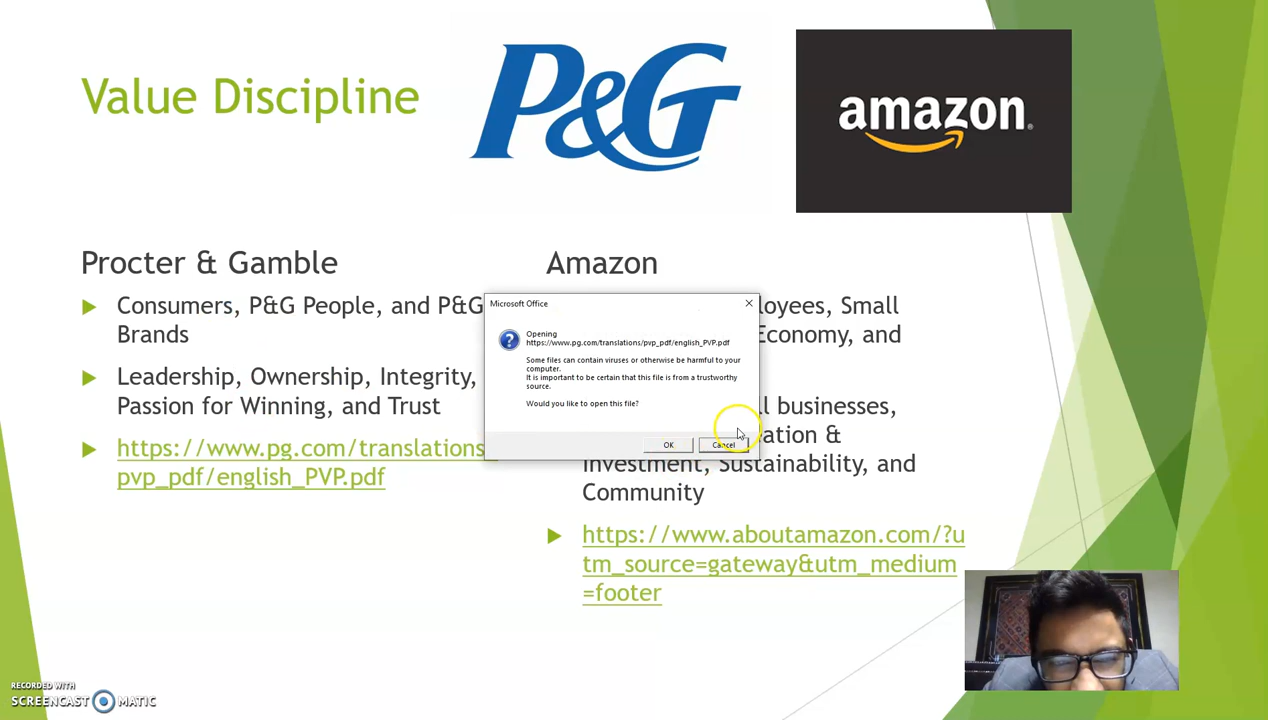 Value Discipline
P&G
amazon
Procter & Gamble
Consumers, P&G People, and P&G
Brands
Leadership, Ownership, Integrity,
Passion for Winning, and Trust
https://www.pg.com/translations
pvp_pdf/english_PVP.pdf
Amazon
Small
Economy, and
businesses,
&
Investment, Sustainability, and
Community
https://www.aboutamazon.com/?u
tm_source=gateway&utm_medium
=footer
Microsoft Office
Opening
https://www.pg.com/translations/pvp_pdf/english_PVP.pdf
Some files can contain viruses or otherwise be harmful to your
computer.
It is important to be certain that this file is from a trustworthy
source.
Would you like to open this file?
OK
Cancel
RECORDED WITH
SCREENCAST MATIC